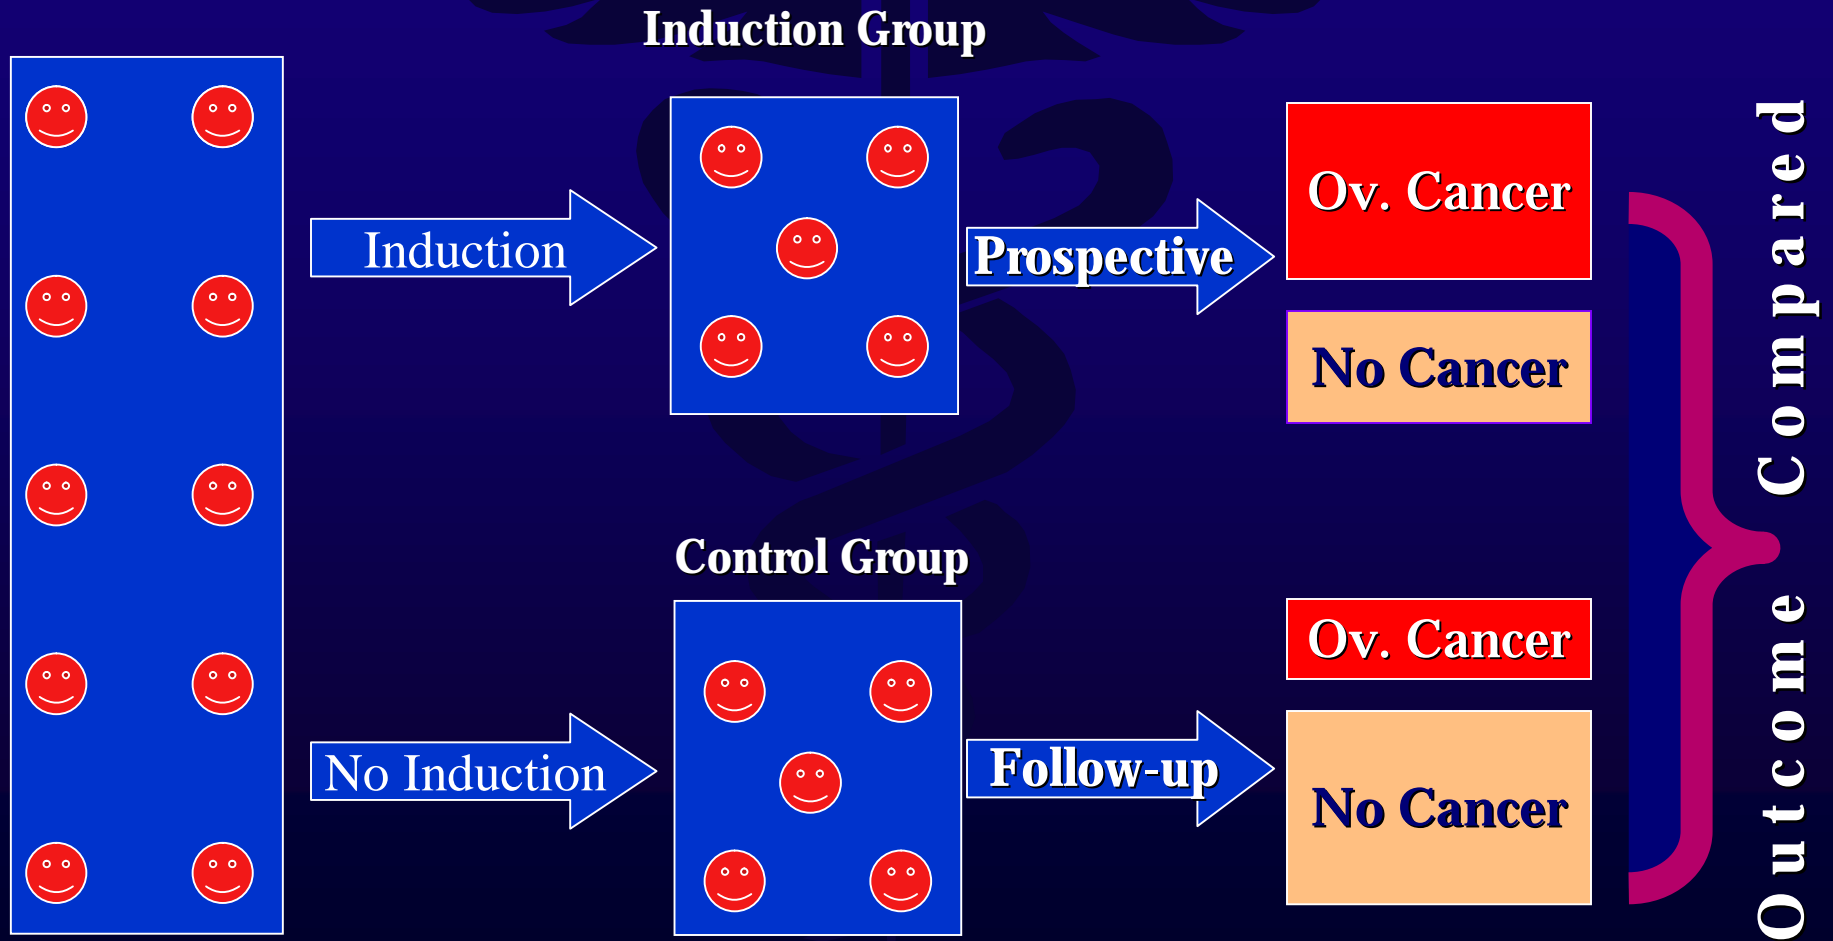 Induction Group
Induction
Prospective
Ov. Cancer
No Cancer
Control Group
No Induction
Follow-up
Ov. Cancer
No Cancer
Outcome Compared